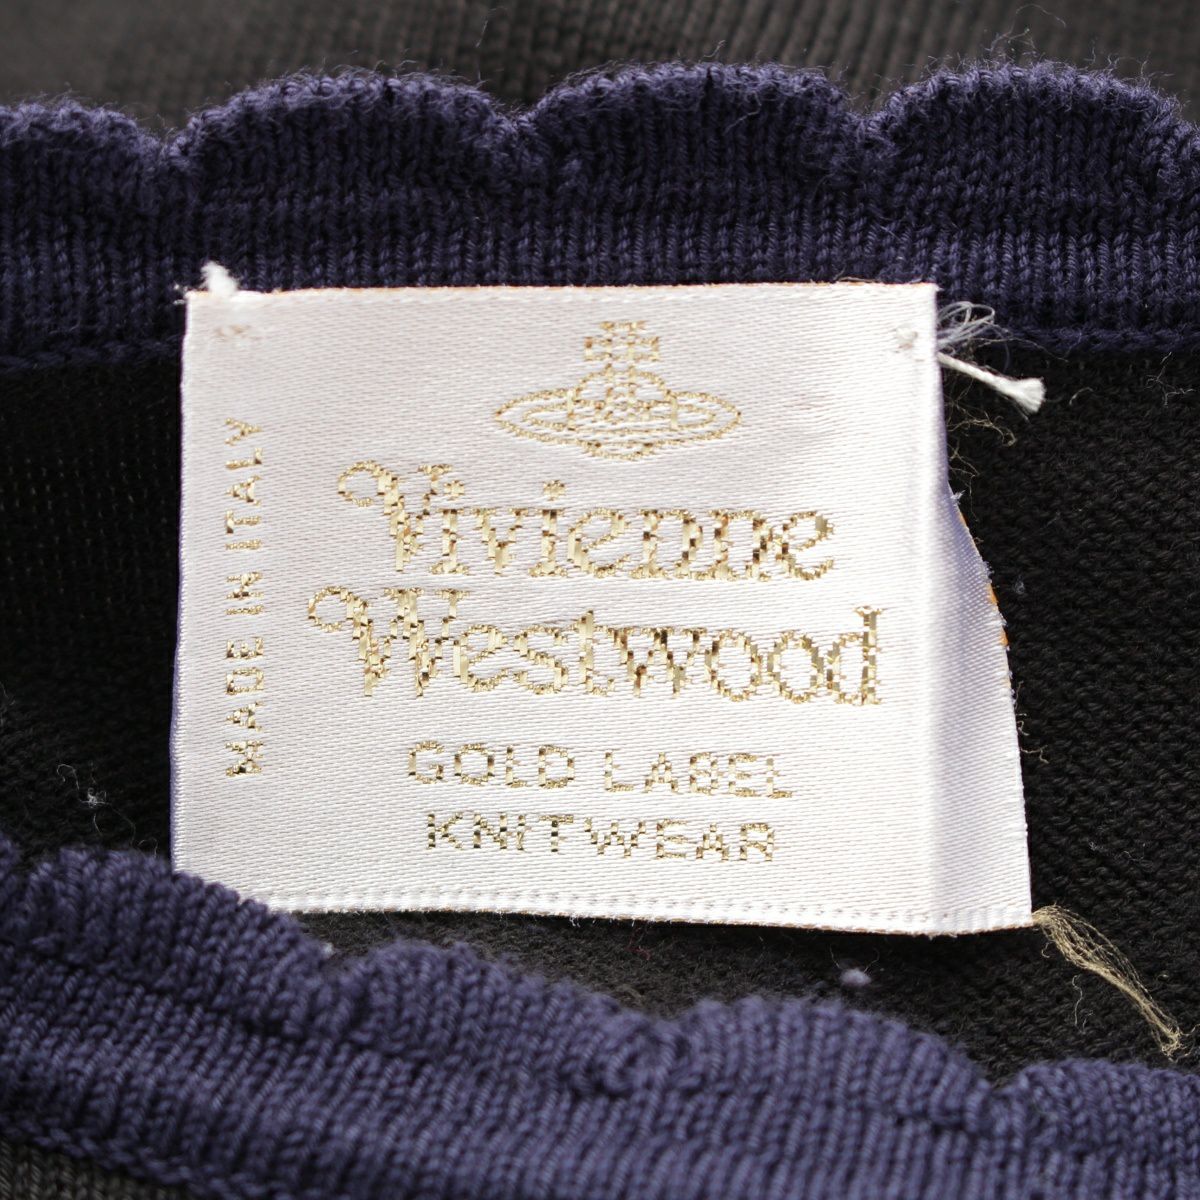 Vivienne
Westwood
GOLD LABEL
KNITWEAR
MADE IN ITALY